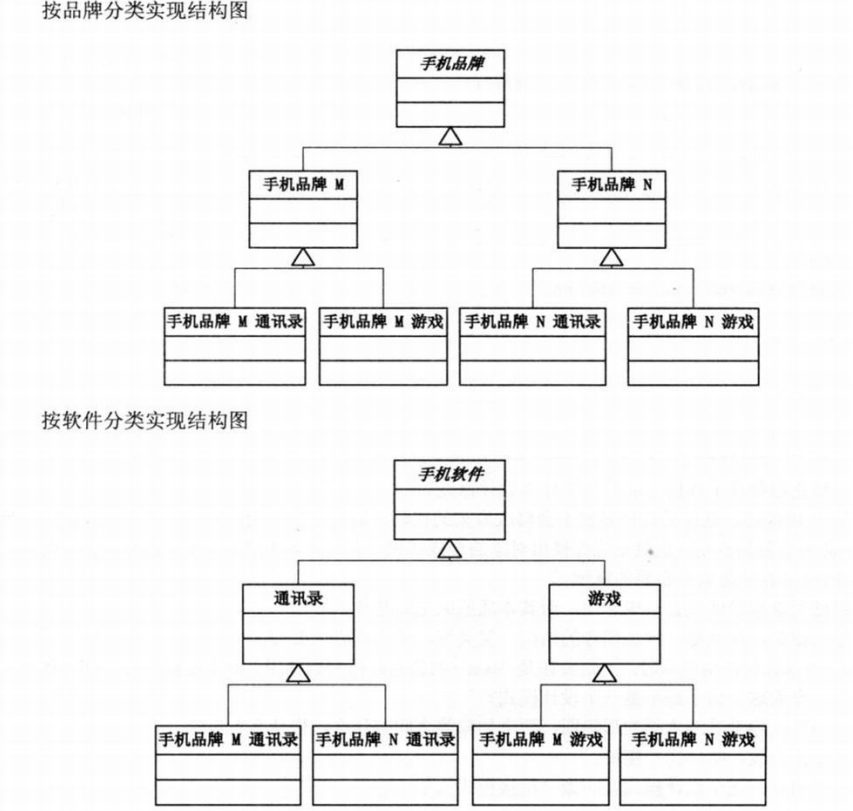 按品牌分类实现结构图
手机品牌
手机品牌 M
手机品牌 N
手机品牌 M 通讯录
手机品牌 M 游戏
手机品牌 N 通讯录
手机品牌 N 游戏
按软件分类实现结构图
手机软件
通讯录
游戏
手机品牌 M 通讯录
手机品牌 N 通讯录
手机品牌 M 游戏
手机品牌 N 游戏